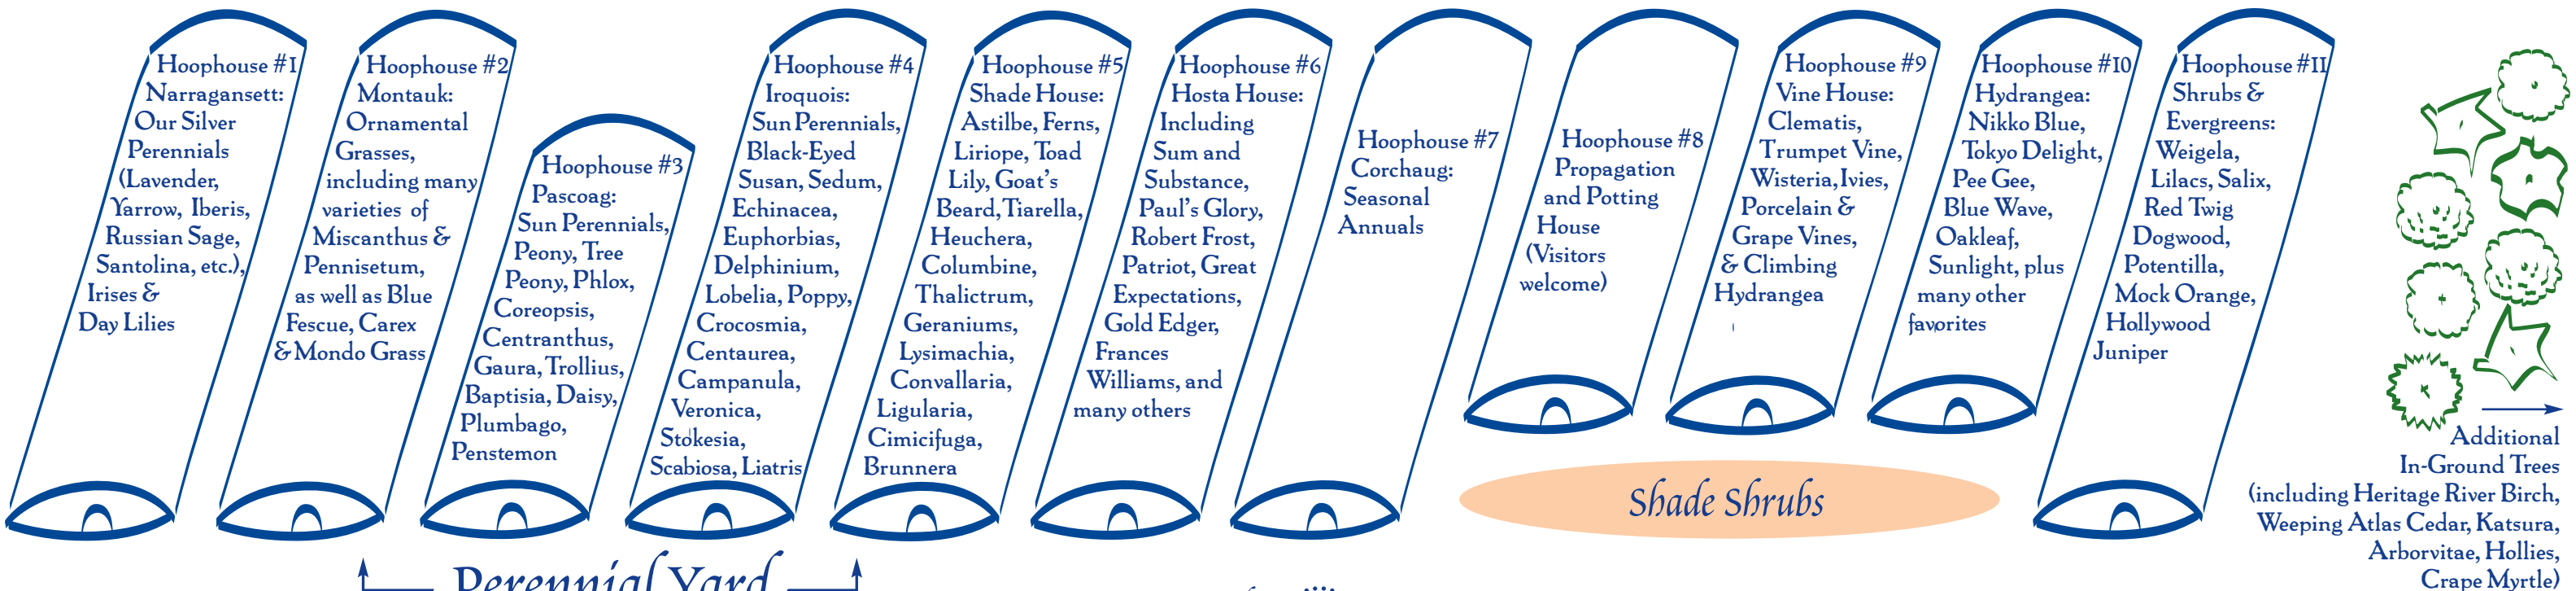 Hoophouse #1
Narragansett:
Our Silver
Perennials
(Lavender,
Yarrow, Iberis,
Russian Sage,
Santolina, etc.),
Irises &
Day Lilies
Hoophouse #2
Montauk:
Ornamental
Grasses,
including many
varieties of
Miscanthus &
Pennisetum,
as well as Blue
Fescue, Carex
& Mondo Grass
Hoophouse #3
Pascoag:
Sun Perennials,
Peony, Tree
Peony, Phlox,
Coreopsis,
Centranthus,
Gaura, Trollius,
Baptisia, Daisy,
Plumbago,
Penstemon
Hoophouse #4
Iroquois:
Sun Perennials,
Black-Eyed
Susan, Sedum,
Echinacea,
Euphorbias,
Delphinium,
Lobelia, Poppy,
Crocosmia,
Centaurea,
Campanula,
Veronica,
Stokesia,
Scabiosa, Liatris
Hoophouse #5
Shade House:
Astilbe, Ferns,
Liriope, Toad
Lily, Goat's
Beard, Tiarella,
Heuchera,
Columbine,
Thalictrum,
Geraniums,
Lysimachia,
Convallaria,
Ligularia,
Cimicifuga,
Brunnera
Hoophouse #6
Hosta House:
Including
Sum and
Substance,
Paul's Glory,
Robert Frost,
Patriot, Great
Expectations,
Gold Edger,
Frances
Williams, and
many others
Hoophouse #7
Corchaug:
Seasonal
Annuals
Hoophouse #8
Propagation
and Potting
House
(Visitors
welcome)
Hoophouse #9
Vine House:
Clematis,
Trumpet Vine,
Wisteria, Ivies,
Porcelain &
Grape Vines,
& Climbing
Hydrangea
Hoophouse #10
Hydrangea:
Nikko Blue,
Tokyo Delight,
Pee Gee,
Blue Wave,
Oakleaf,
Sunlight, plus
many other
favorites
Hoophouse #11
Shrubs &
Evergreens:
Weigela,
Lilacs, Salix,
Red Twig
Dogwood,
Potentilla,
Mock Orange,
Hollywood
Juniper
Shade Shrubs
Additional
In-Ground Trees
(including Heritage River Birch,
Weeping Atlas Cedar, Katsura,
Arborvitae, Hollies,
Crape Myrtle)
Perennial Yard